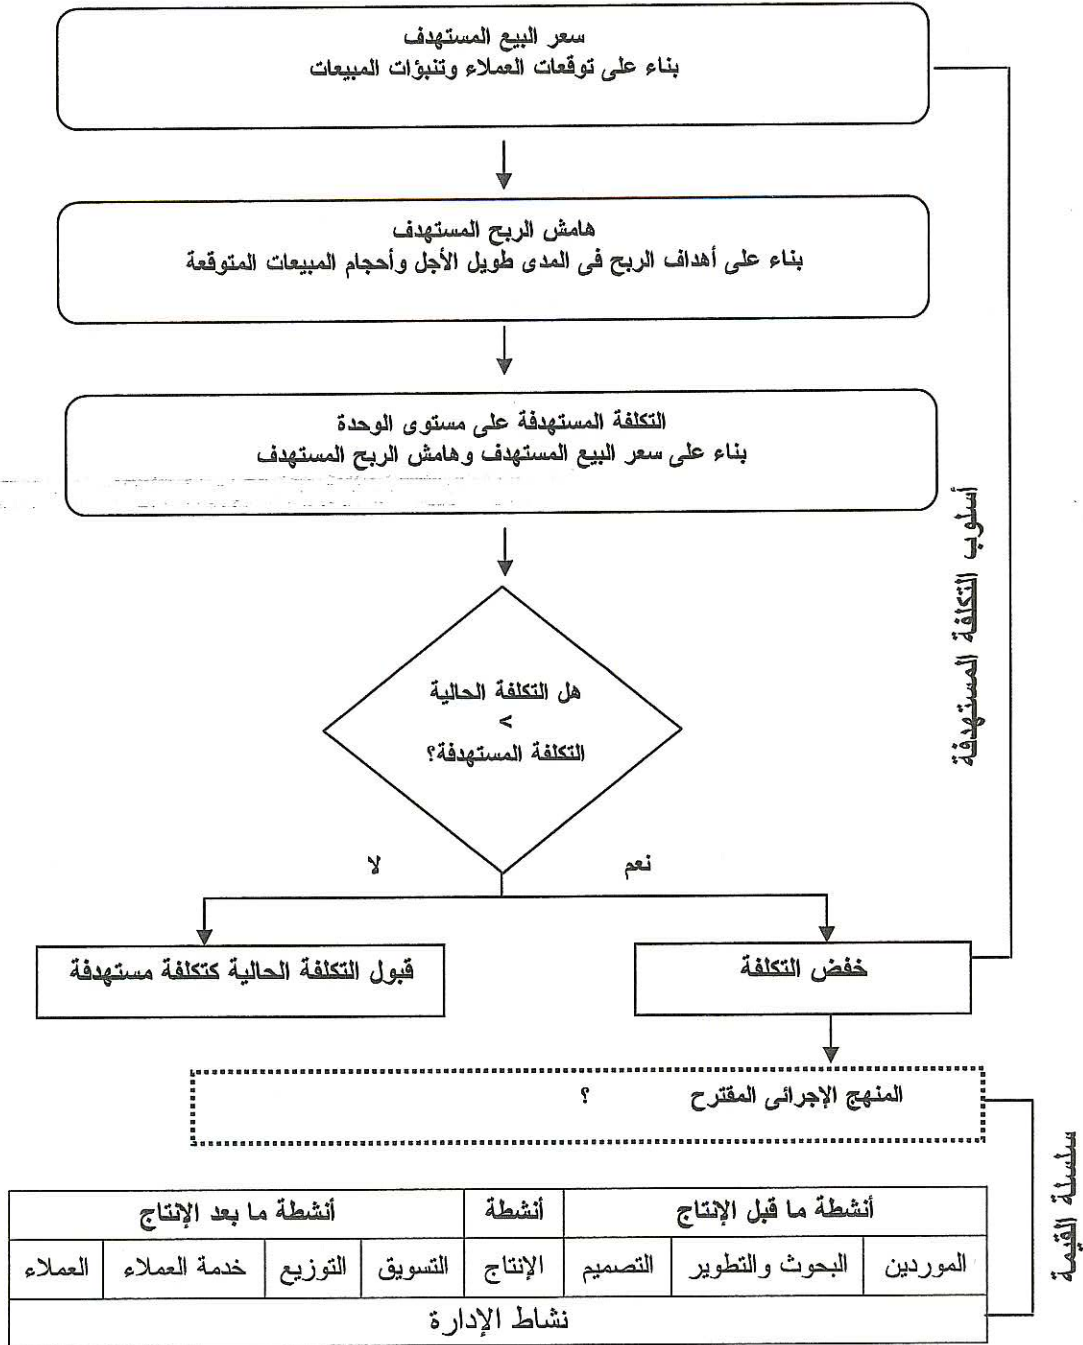 سعر البيع المستهدف
بناء على توقعات العملاء وتنبؤات المبيعات
هامش الربح المستهدف
بناء على أهداف الربح فى المدى طويل الأجل وأحجام المبيعات المتوقعة
التكلفة المستهدفة على مستوى الوحدة
بناء على سعر البيع المستهدف وهامش الربح المستهدف
أسلوب التكلفة المستهدفة
هل التكلفة الحالية
<
التكلفة المستهدفة؟
نعم
لا
خفض التكلفة
قبول التكلفة الحالية كتكلفة مستهدفة
المنهج الإجرائى المقترح ؟
سلسلة القيمة
أنشطة ما قبل الإنتاج أنشطة أنشطة ما بعد الإنتاج
الموردين البحوث والتطوير التصميم الإنتاج التسويق التوزيع خدمة العملاء العملاء
نشاط الإدارة